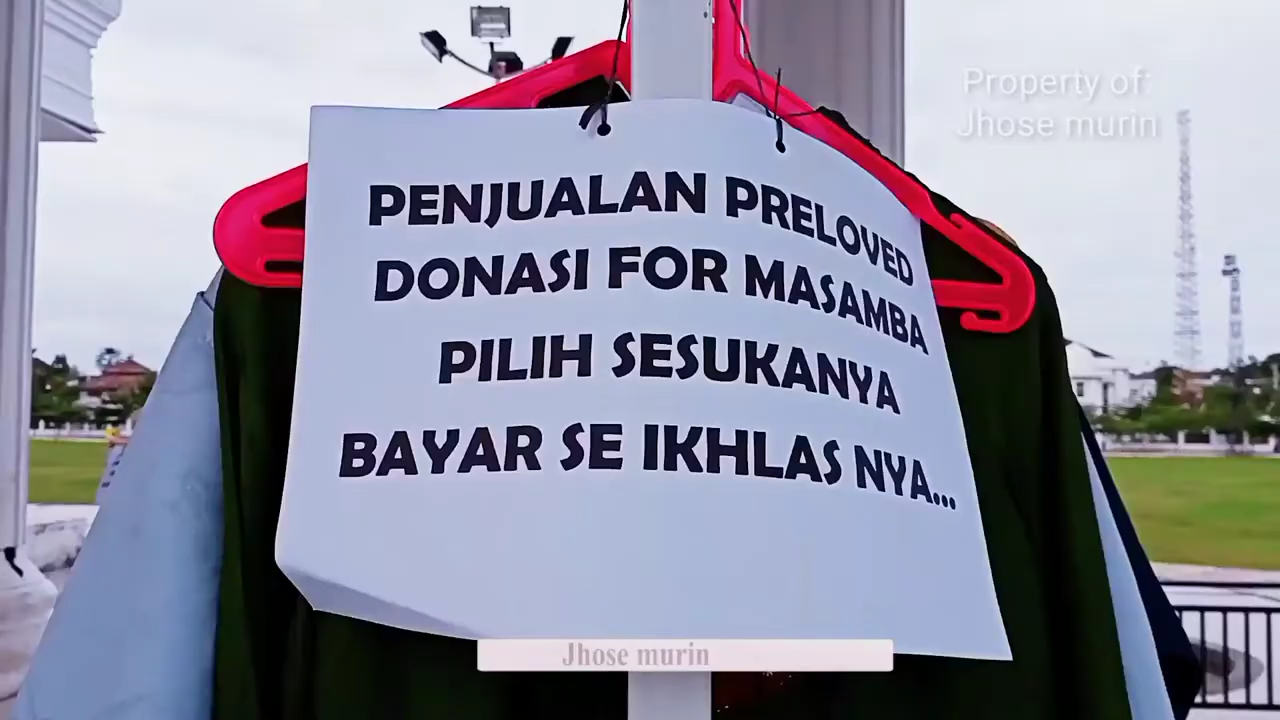 Property of:
Jhose murin
PENJUALAN PRELOVED
DONASI FOR MASAMBA
PILIH SESUKANYA
BAYAR SE IKHLAS NYA...
Jhose murin